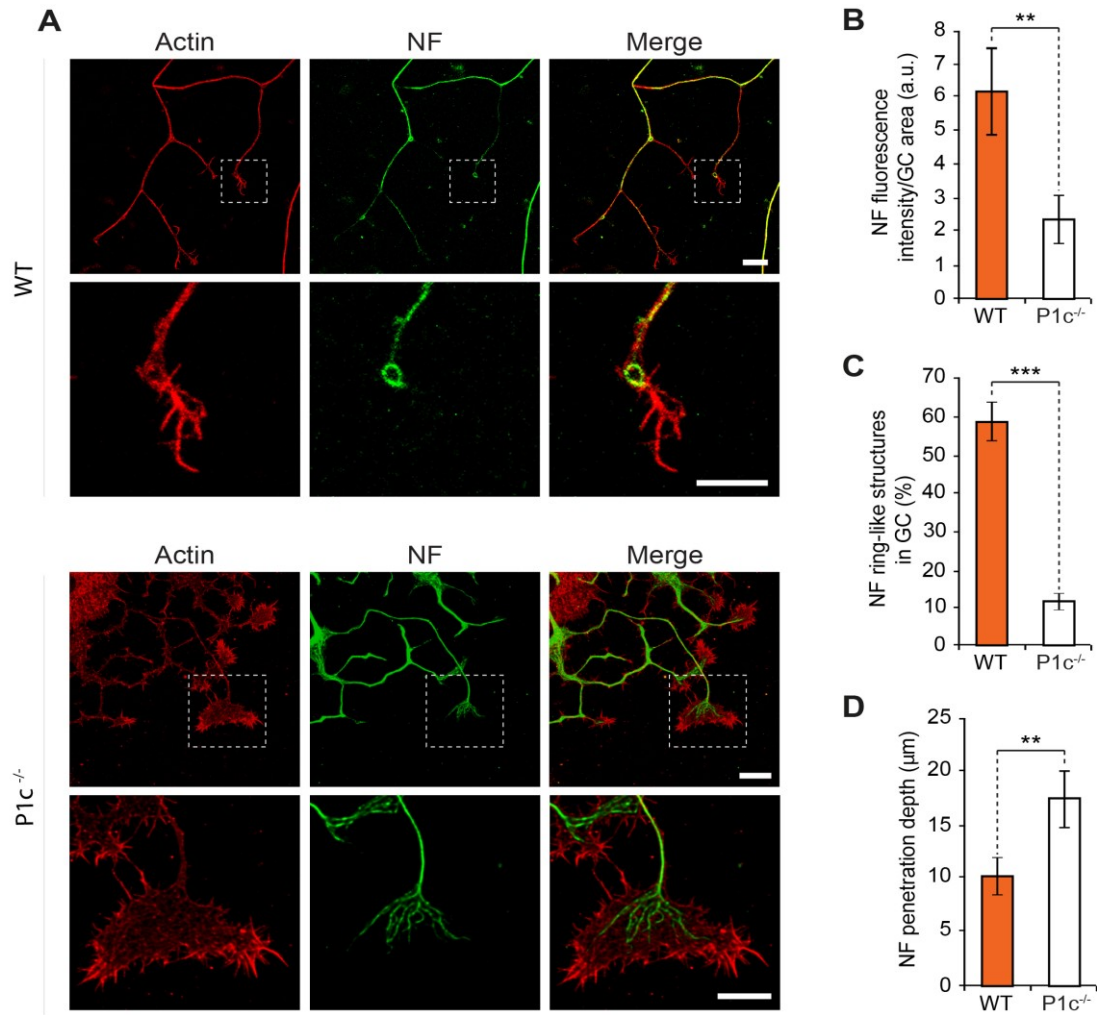 A
Actin NF Merge
WT
Actin NF Merge
P1c-/-
B
NF fluorescence
intensity/GC area (a.u.)
8
7
6
5
4
3
2
1
0
**
WT P1c-/-
C
NF ring-like structures
in GC (%)
70
60
50
40
30
20
10
0
***
WT P1c-/-
D
NF penetration depth (μm)
25
20
15
10
5
0
**
WT P1c-/-